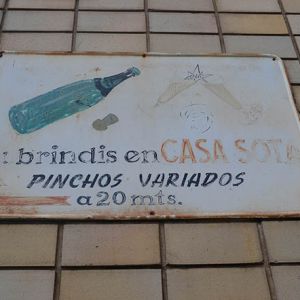 : brindis en CASA SOTA
PINCHOS VARIADOS
a 20 mts.